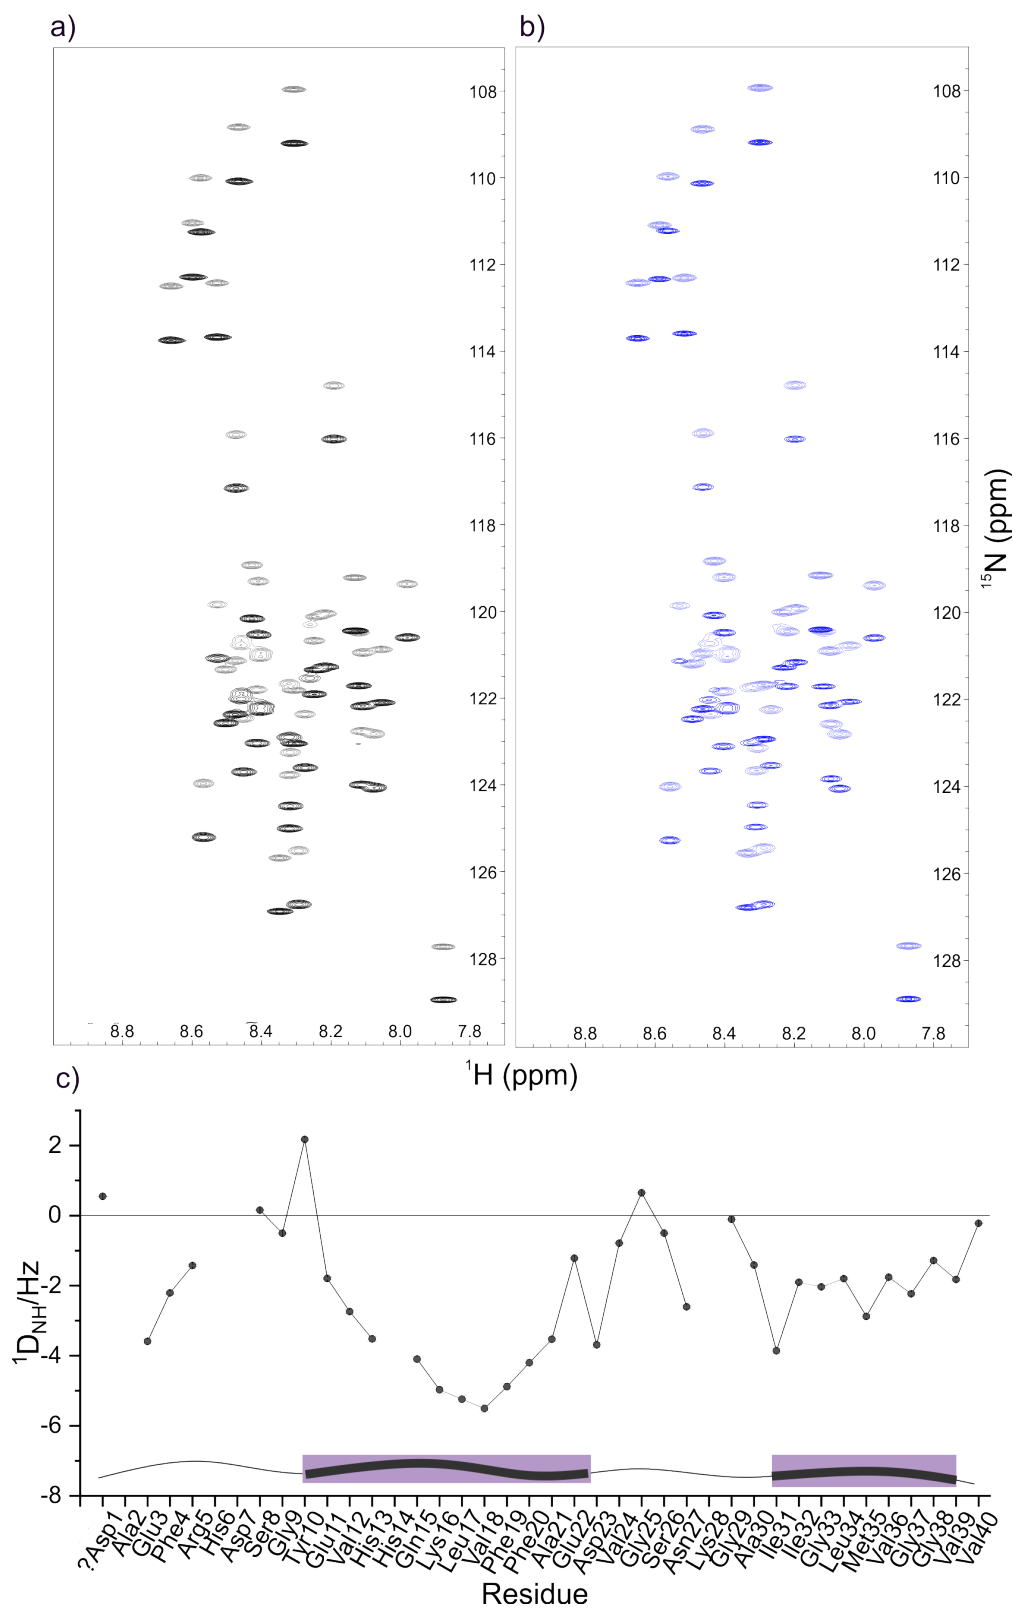 a)
b)
108
110
112
114
116
118
120
122
124
126
128
108
110
112
114
116
118
120
122
124
126
128
15N (ppm)
8.8 8.6 8.4 8.2 8.0 7.8
8.8 8.6 8.4 8.2 8.0 7.8
1H (ppm)
c)
1DNH/Hz
2
0
-2
-4
-6
-8
?Asp1
Ala2
Glu3
Phe4
Arg5
His6
Asp7
Ser8
Gly9
Tyr10
Glu11
Val12
His13
His14
Gln15
Lys16
Leu17
Val18
Phe19
Phe20
Ala21
Glu22
Asp23
Val24
Gly25
Ser26
Asn27
Lys28
Gly29
Ala30
Ile31
Ile32
Gly33
Leu34
Met35
Val36
Gly37
Gly38
Val39
Val40
Residue